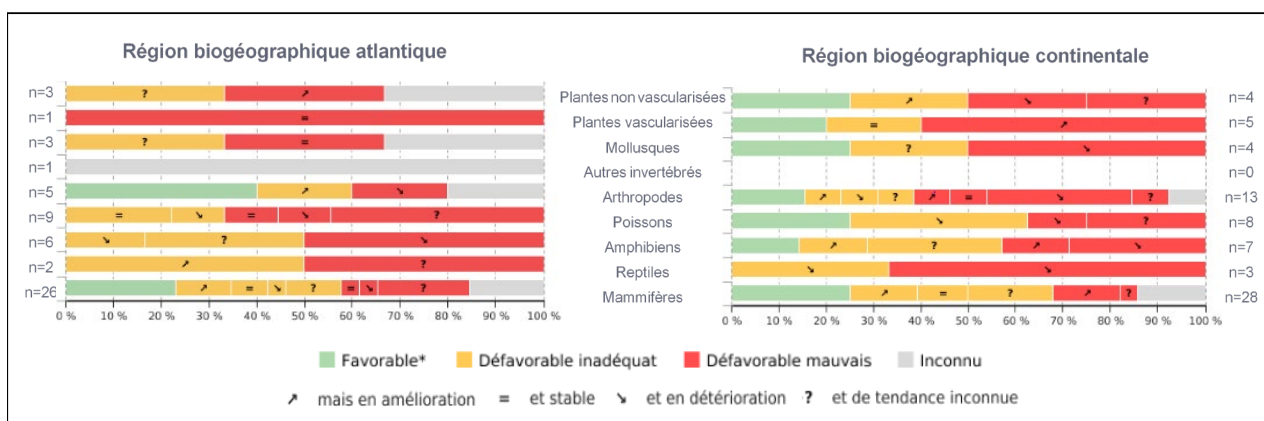 Région biogéographique atlantique
Région biogéographique continentale
n=3 ? ↗ Plantes non vascularisées ↗ ↘ ? n=4
n=1 = Plantes vascularisées = ↗ n=5
n=3 ? = Mollusques ? ↘ n=4
n=1 Autres invertébrés n=0
n=5 ↗ ↘ Arthropodes ↗ ↘ ? ↗ = ↘ ? n=13
n=9 = ↘ = ↘ ? Poissons ↘ ↘ ? n=8
n=6 ↘ ? ↘ Amphibiens ↗ ? ↗ ↘ n=7
n=2 ↗ ? Reptiles ↘ ↘ n=3
n=26 ↗ = ↘ ? = ↘ ? Mammifères ↗ = ? ↗ ? n=28
0 % 10 % 20 % 30 % 40 % 50 % 60 % 70 % 80 % 90 % 100 % 0 % 10 % 20 % 30 % 40 % 50 % 60 % 70 % 80 % 90 % 100 %
Favorable* Défavorable inadéquat Défavorable mauvais Inconnu
↗ mais en amélioration = et stable ↘ et en détérioration ? et de tendance inconnue